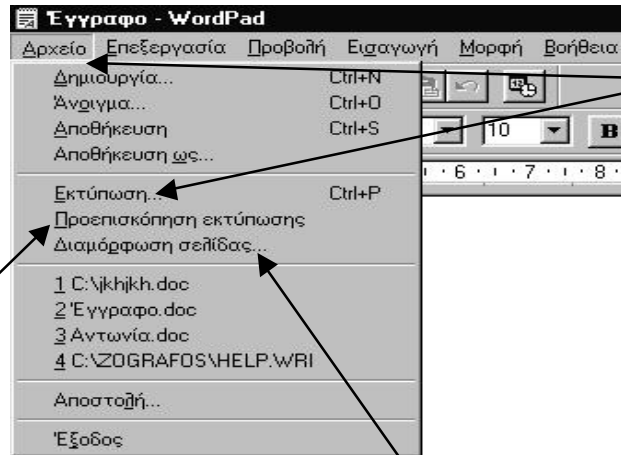 Έγγραφο - WordPad
Αρχείο Επεξεργασία Προβολή Εισαγωγή Μορφή Βοήθεια
Δημιουργία... Ctrl+N
Άνοιγμα... Ctrl+O
Αποθήκευση Ctrl+S
Αποθήκευση ως...
10 B
6 7 8
Εκτύπωση... Ctrl+P
Προεπισκόπηση εκτύπωσης
Διαμόρφωση σελίδας...
1 C:\jkhjkh.doc
2 Έγγραφο.doc
3 Αντωνία.doc
4 C:\ZOGRAFOS\HELP.WRI
Αποστολή...
Έξοδος